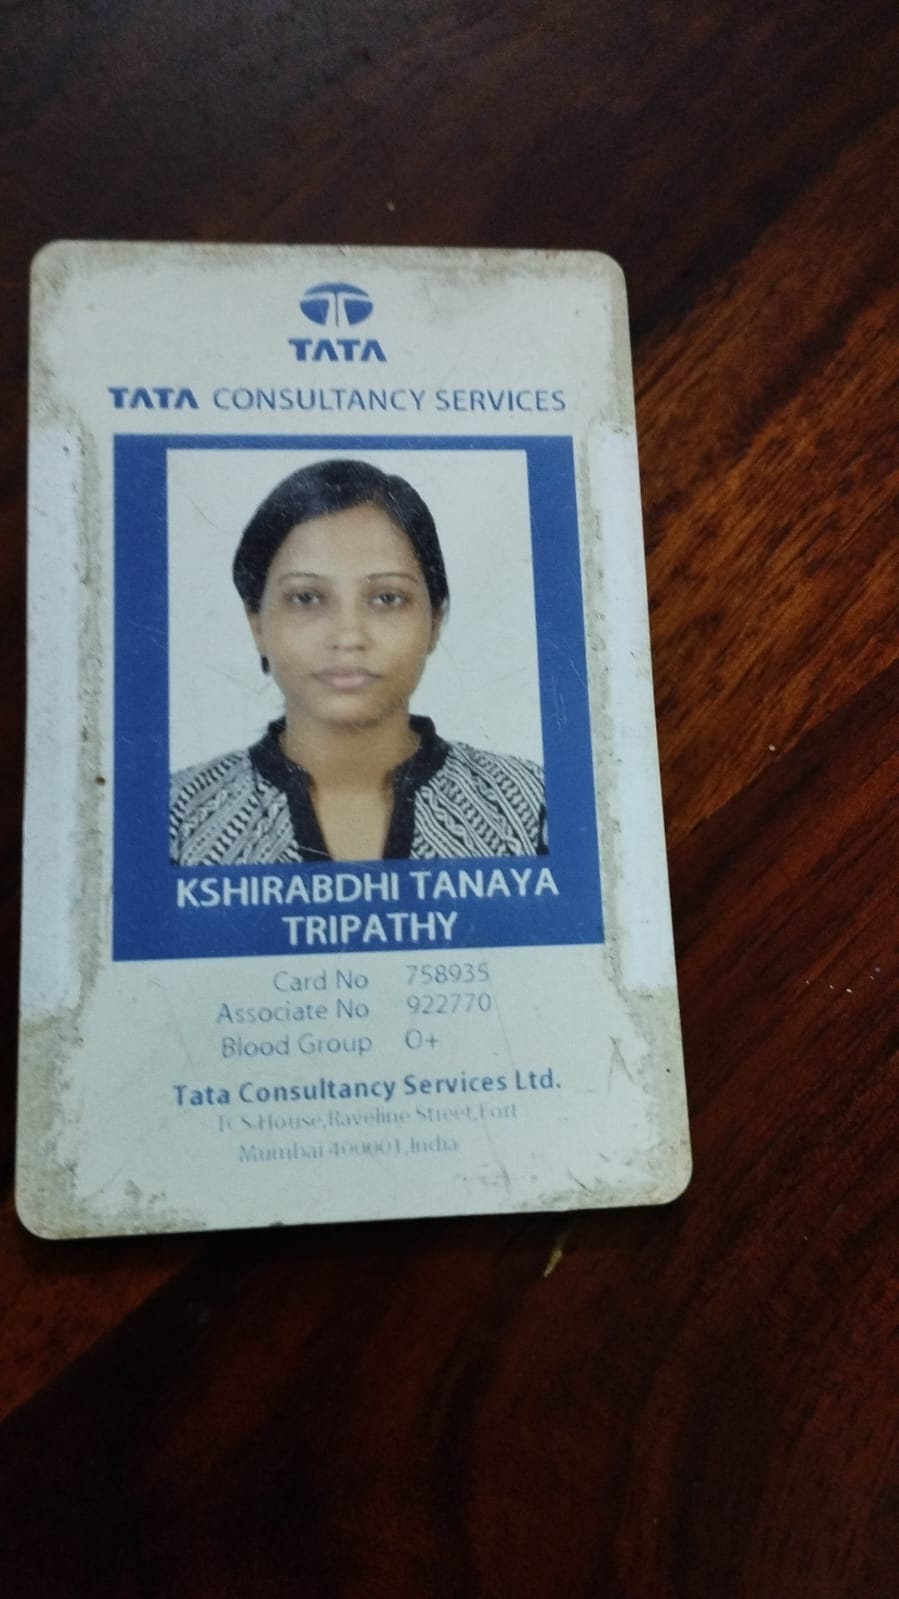 TATA
TATA CONSULTANCY SERVICES
KSHIRABDHI TANAYA
TRIPATHY
Card No 758935
Associate No 922770
Blood Group O+
Tata Consultancy Services Ltd.
TCS House,Raveline Street,Fort
Mumbai 400001,India